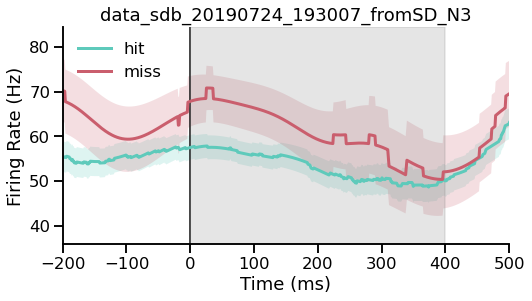 data_sdb_20190724_193007_fromSD_N3
hit
miss
Firing Rate (Hz)
80
70
60
50
40
−200 −100 0 100 200 300 400 500
Time (ms)